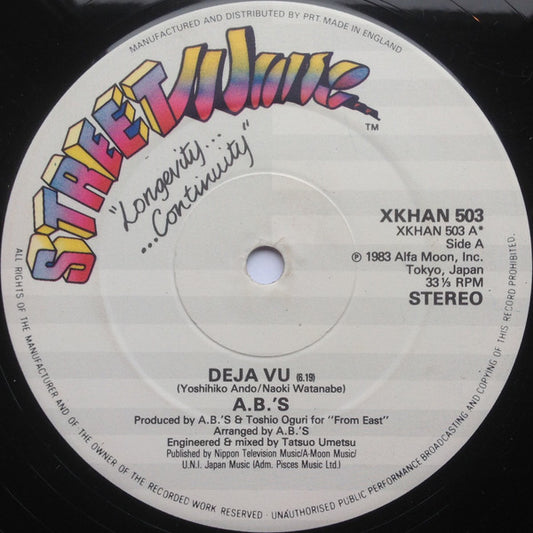 MANUFACTURED AND DISTRIBUTED BY PRT. MADE IN ENGLAND
STREET Wave
TM
"Longevity...
...Continuity"
XKHAN 503
XKHAN 503 A*
Side A
℗ 1983 Alfa Moon, Inc.
Tokyo, Japan
33⅓ RPM
STEREO
DEJA VU (6.19)
(Yoshihiko Ando/Naoki Watanabe)
A.B.'S
Produced by A.B.'S & Toshio Oguri for "From East"
Arranged by A.B.'S
Engineered & mixed by Tatsuo Umetsu
Published by Nippon Television Music/A-Moon Music/
U.N.I. Japan Music (Adm. Pisces Music Ltd.)
ALL RIGHTS OF THE MANUFACTURER AND OF THE OWNER OF THE RECORDED WORK RESERVED · UNAUTHORISED PUBLIC PERFORMANCE BROADCASTING AND COPYING OF THIS RECORD PROHIBITED.